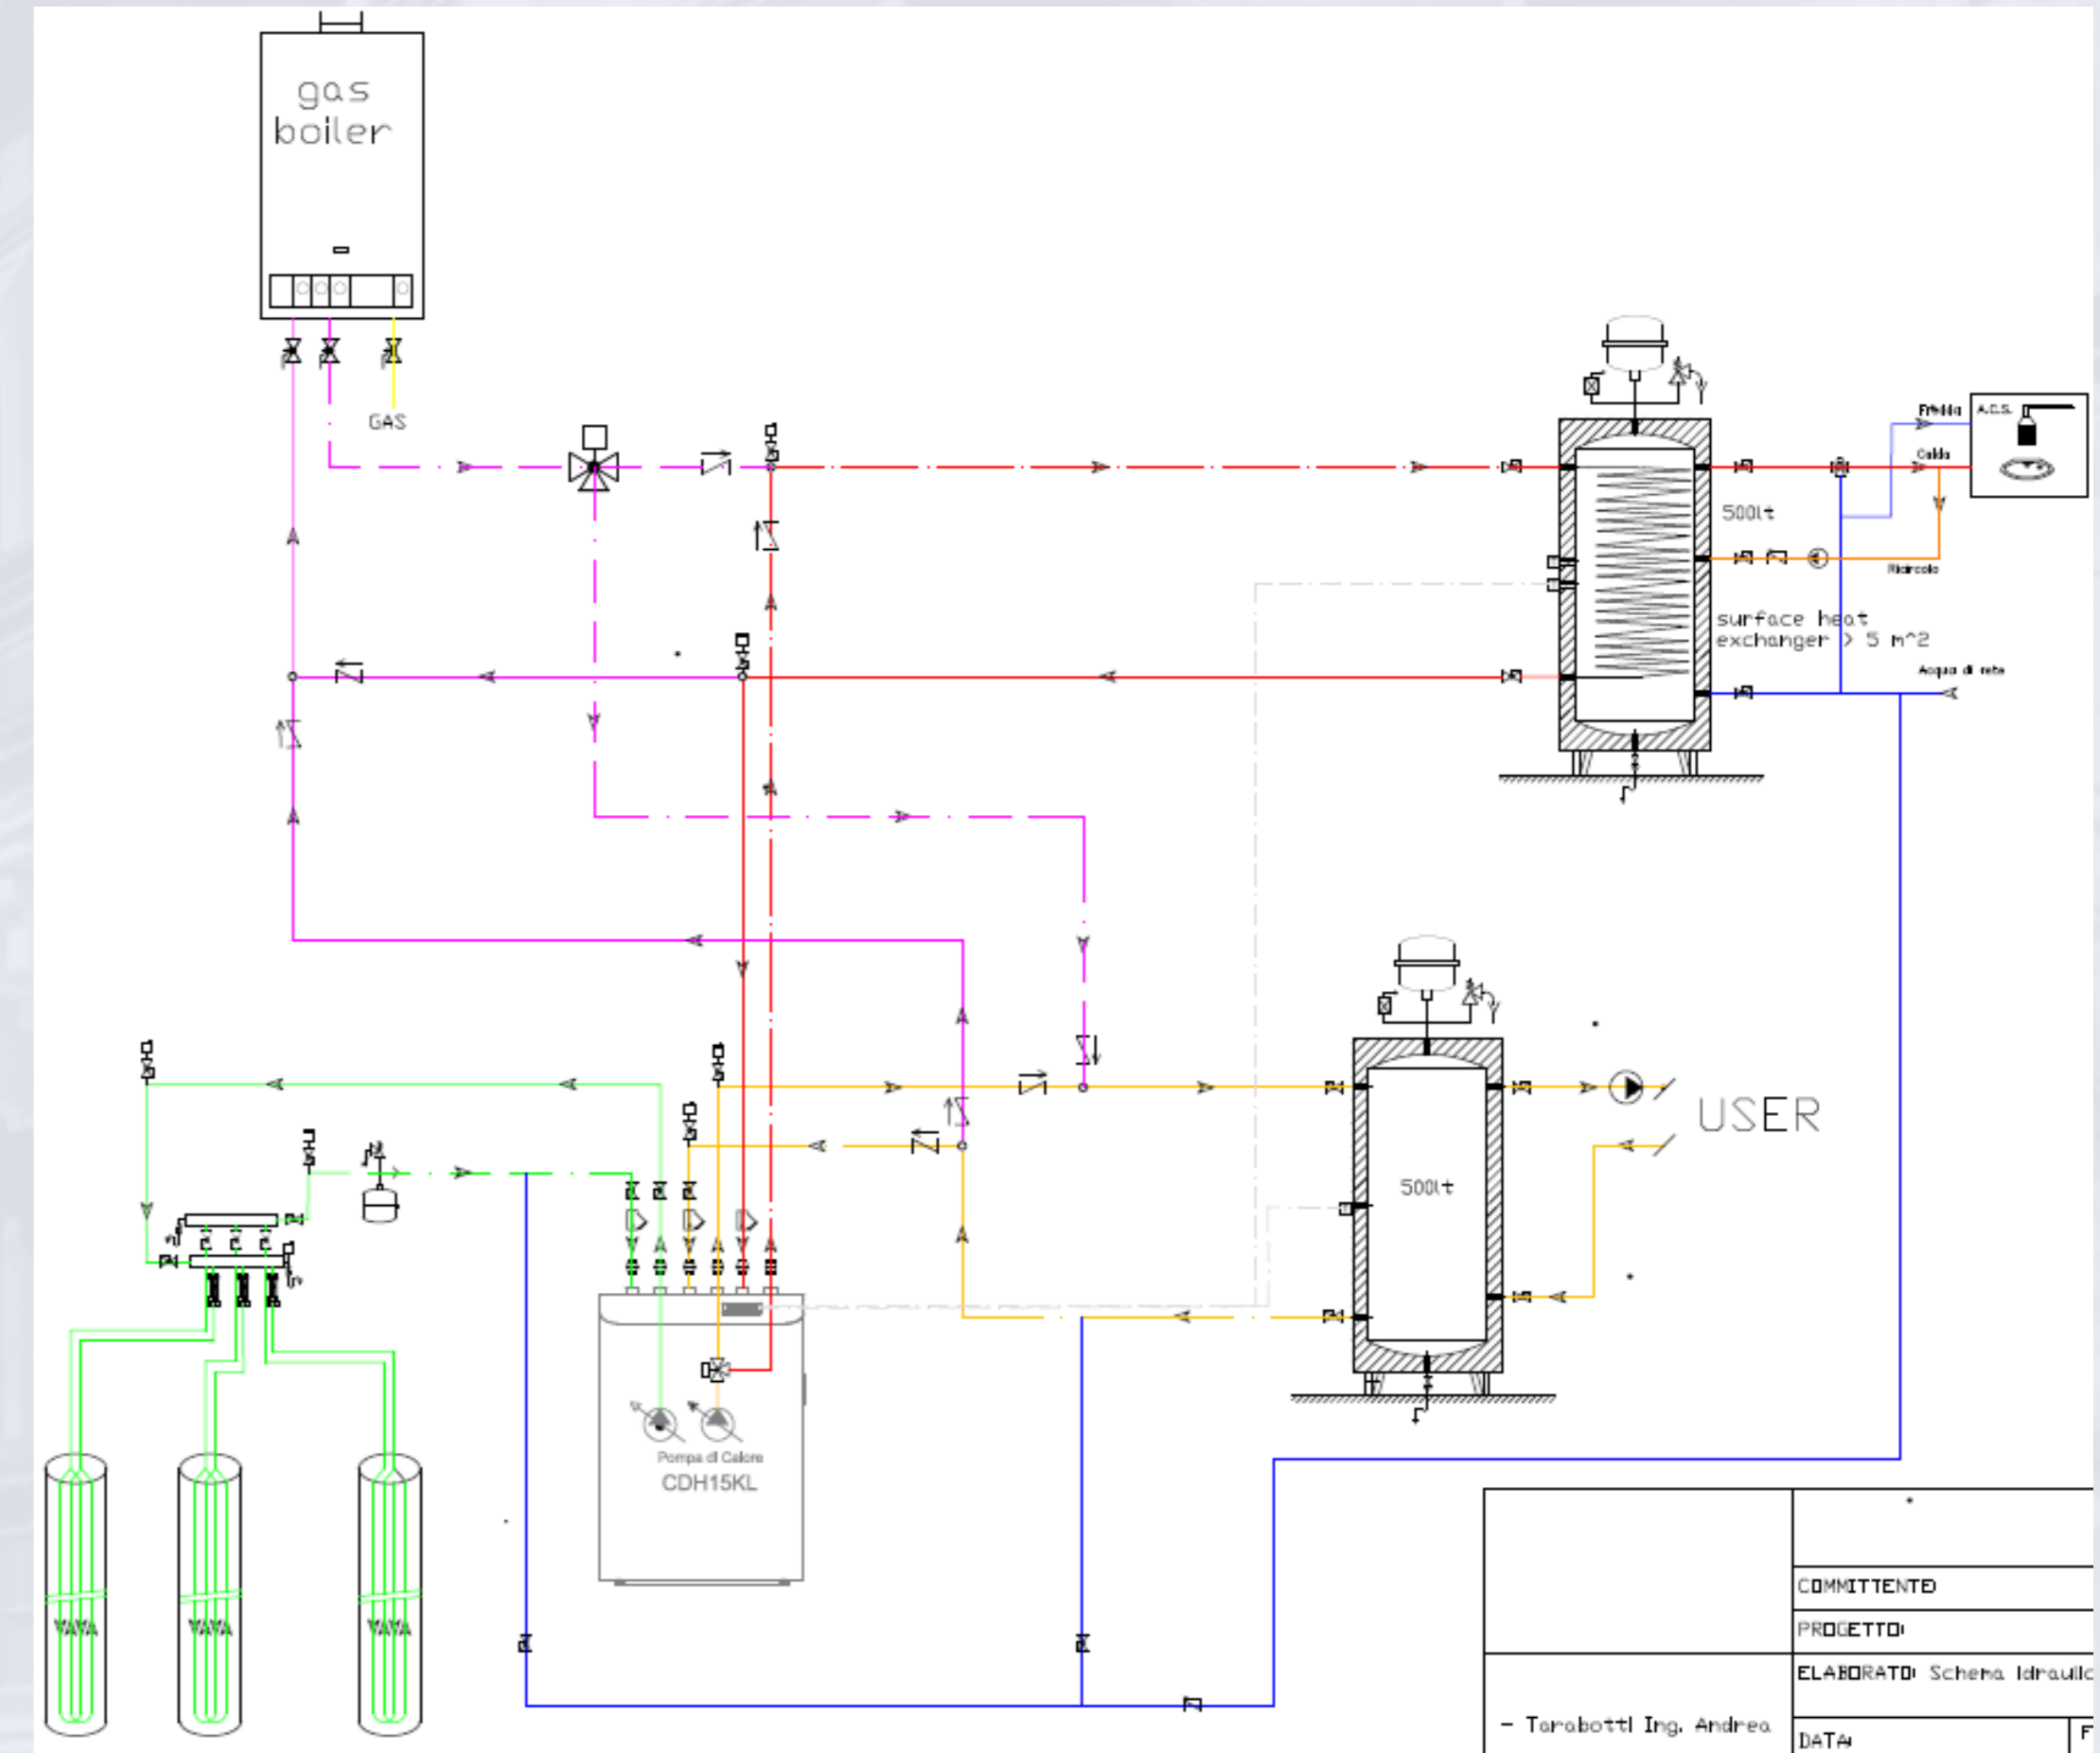 gas
boiler
GAS
Fredda
A.C.S.
Calda
500lt
Ricircolo
surface heat
exchanger > 5 m^2
Acqua di rete
USER
500lt
Pompa di Calore
CDH15KL
COMMITTENTE:
PROGETTO:
ELABORATO: Schema Idraulic
- Tarabotti Ing. Andrea
DATA:
F